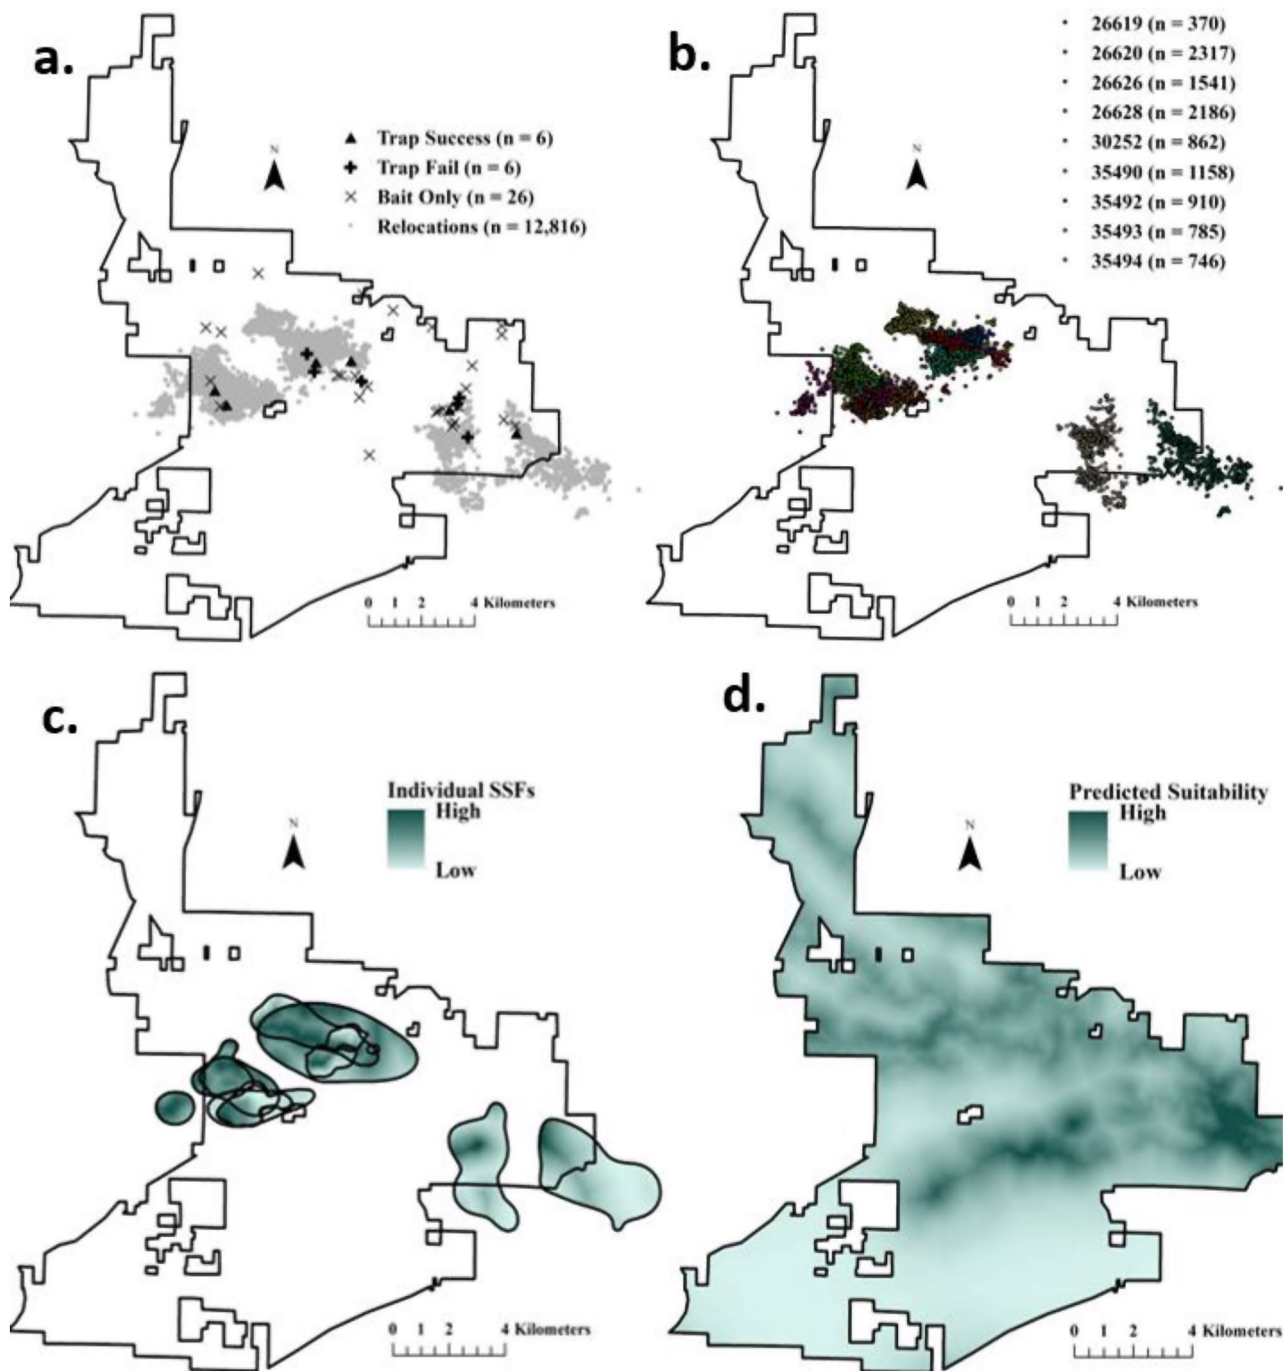 a.
N
Trap Success (n = 6)
Trap Fail (n = 6)
Bait Only (n = 26)
Relocations (n = 12,816)
0 1 2 4 Kilometers
b.
N
26619 (n = 370)
26620 (n = 2317)
26626 (n = 1541)
26628 (n = 2186)
30252 (n = 862)
35490 (n = 1158)
35492 (n = 910)
35493 (n = 785)
35494 (n = 746)
0 1 2 4 Kilometers
c.
N
Individual SSFs
High
Low
0 1 2 4 Kilometers
d.
N
Predicted Suitability
High
Low
0 1 2 4 Kilometers